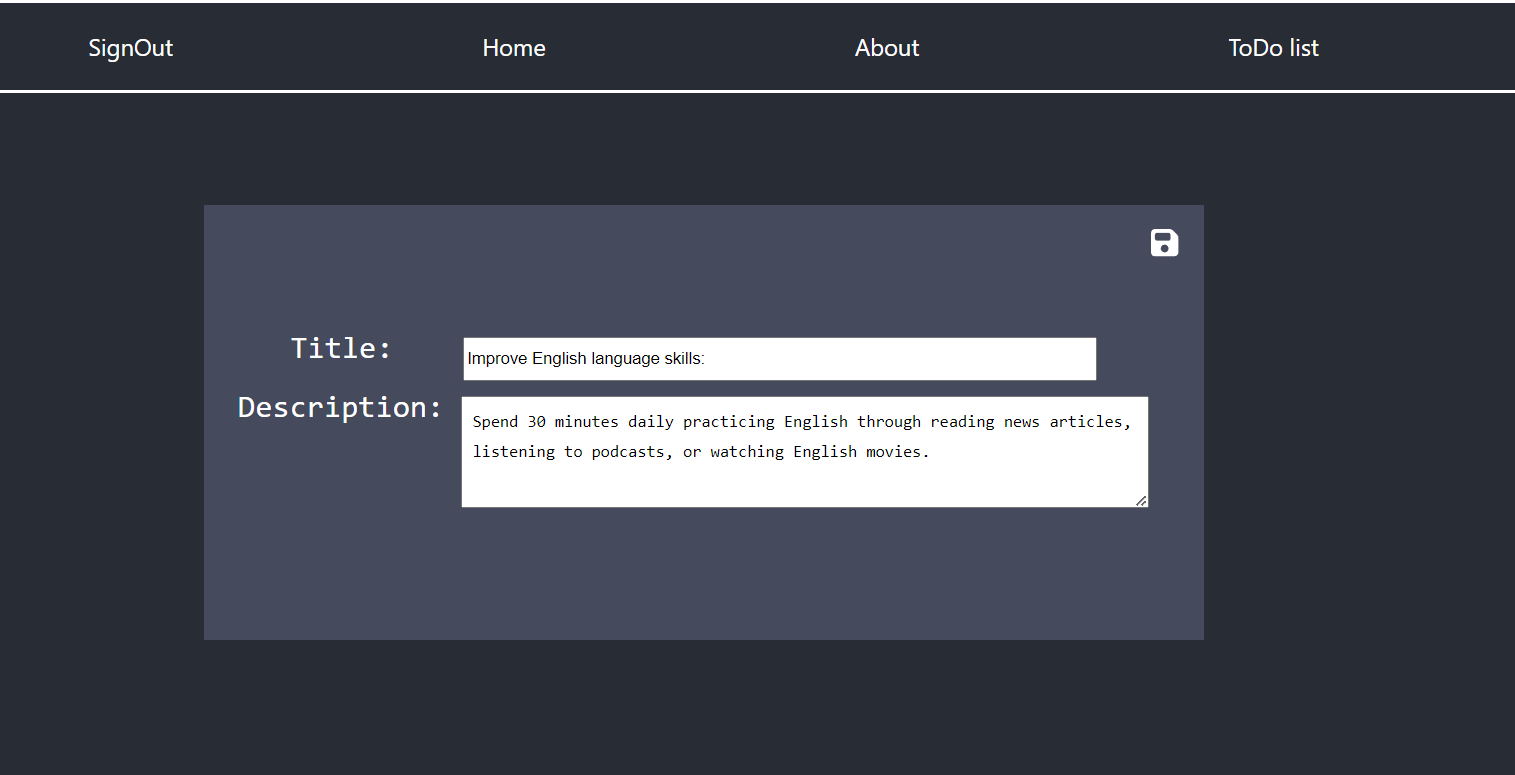 SignOut Home About ToDo list
Title: Improve English language skills:
Description: Spend 30 minutes daily practicing English through reading news articles,
listening to podcasts, or watching English movies.